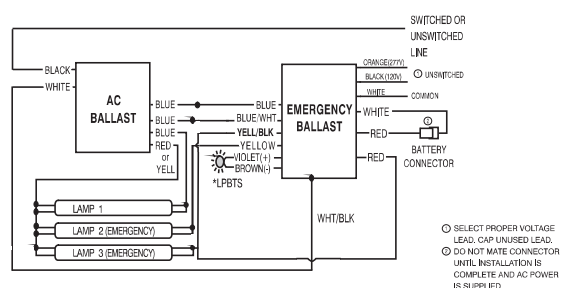 SWITCHED OR
UNSWITCHED
LINE
BLACK
WHITE
AC
BALLAST
BLUE
BLUE
BLUE
RED
or
YELL
BLUE
BLUE/WHT
YELL/BLK
YELLOW
VIOLET(+)
BROWN(-)
*LPBTS
EMERGENCY
BALLAST
ORANGE(277V)
BLACK (120V)
① UNSWITCHED
WHITE
COMMON
WHITE
②
RED
BATTERY
CONNECTOR
RED
WHT/BLK
LAMP 1
LAMP 2 (EMERGENCY)
LAMP 3 (EMERGENCY)
① SELECT PROPER VOLTAGE
LEAD. CAP UNUSED LEAD.
② DO NOT MATE CONNECTOR
UNTIL INSTALLATION IS
COMPLETE AND AC POWER
IS SUPPLIED